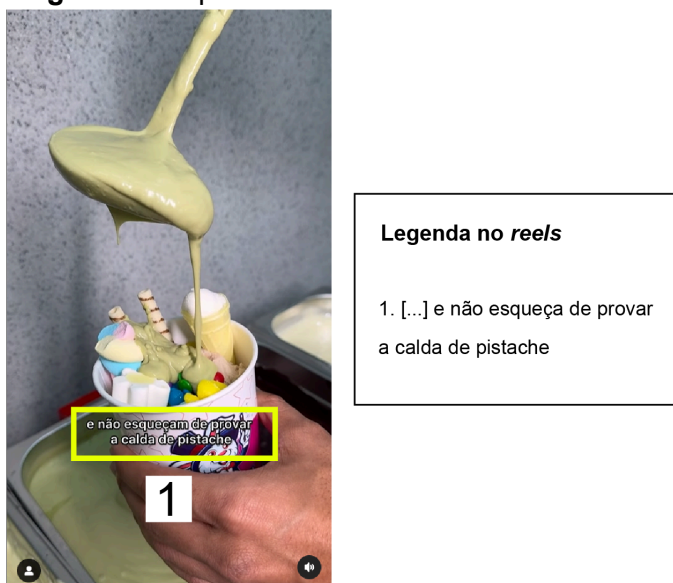 e não esqueçam de provar
a calda de pistache
1
Legenda no reels
1. [...] e não esqueça de provar
a calda de pistache